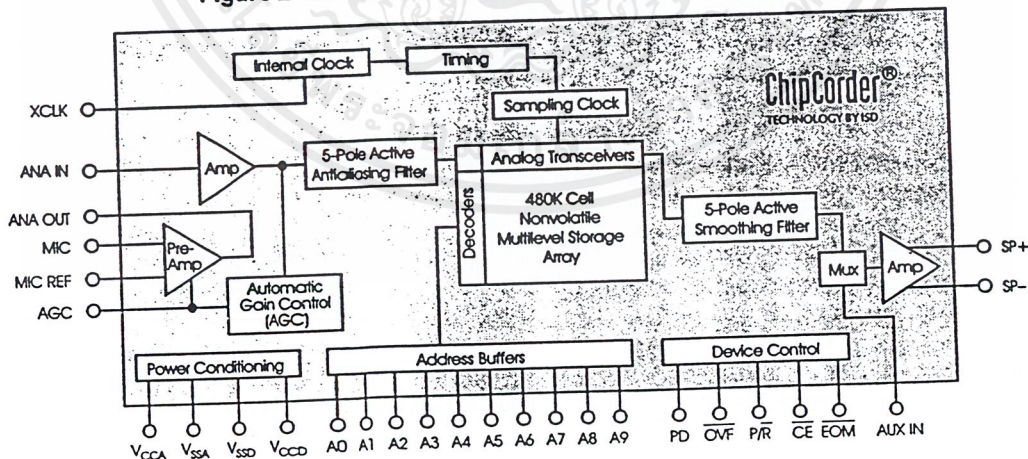 Internal Clock
Timing
XCLK
Sampling Clock
ChipCorder®
TECHNOLOGY BY ISD
ANA IN
Amp
5-Pole Active
Antialiasing Filter
Analog Transceivers
Decoders
480K Cell
Nonvolatile
Multilevel Storage
Array
5-Pole Active
Smoothing Filter
ANA OUT
MIC
Pre-
Amp
MIC REF
AGC
Automatic
Gain Control
(AGC)
Mux
Amp
SP+
SP–
Power Conditioning
Address Buffers
Device Control
VCCA VSSA VSSD VCCD A0 A1 A2 A3 A4 A5 A6 A7 A8 A9 PD OVF P/R CE EOM AUX IN